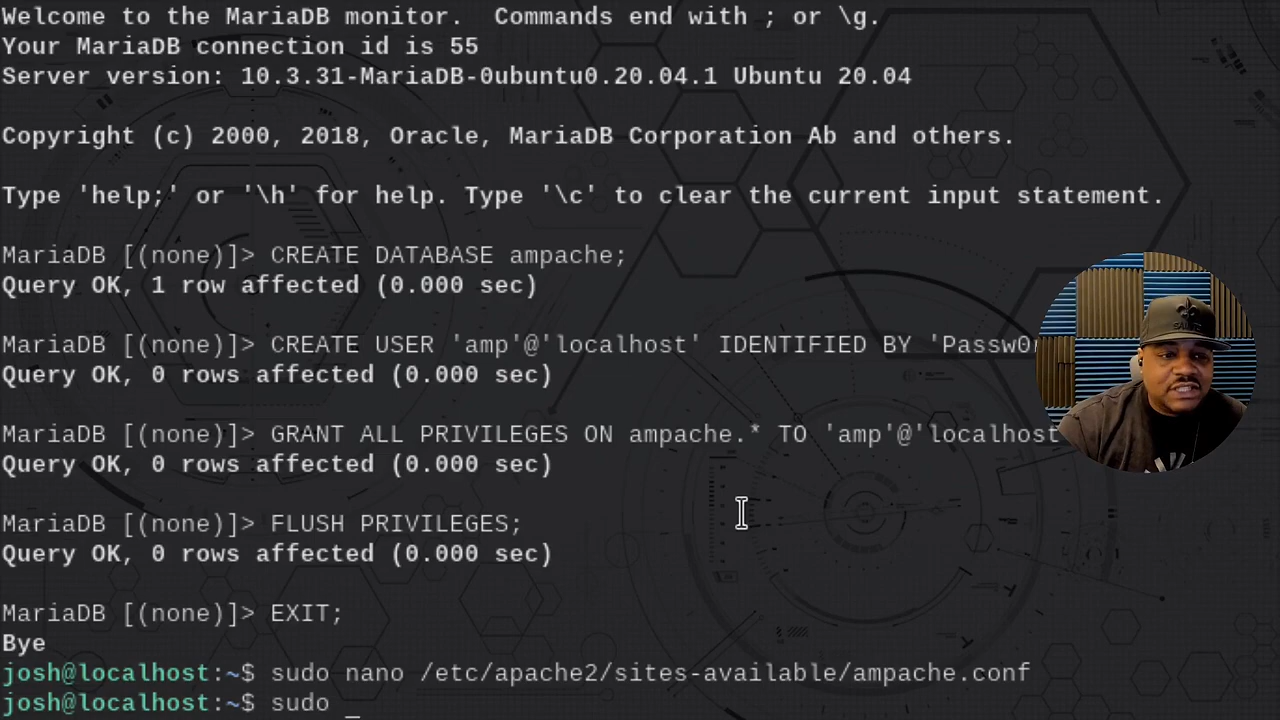 Welcome to the MariaDB monitor.  Commands end with ; or \g.
Your MariaDB connection id is 55
Server version: 10.3.31-MariaDB-0ubuntu0.20.04.1 Ubuntu 20.04
Copyright (c) 2000, 2018, Oracle, MariaDB Corporation Ab and others.
Type 'help;' or '\h' for help. Type '\c' to clear the current input statement.
MariaDB [(none)]> CREATE DATABASE ampache;
Query OK, 1 row affected (0.000 sec)
MariaDB [(none)]> CREATE USER 'amp'@'localhost' IDENTIFIED BY
Query OK, 0 rows affected (0.000 sec)
MariaDB [(none)]> GRANT ALL PRIVILEGES ON ampache.* TO 'amp'@'localhost
Query OK, 0 rows affected (0.000 sec)
MariaDB [(none)]> FLUSH PRIVILEGES;
Query OK, 0 rows affected (0.000 sec)
MariaDB [(none)]> EXIT;
Bye
josh@localhost:~$ sudo nano /etc/apache2/sites-available/ampache.conf
josh@localhost:~$ sudo _